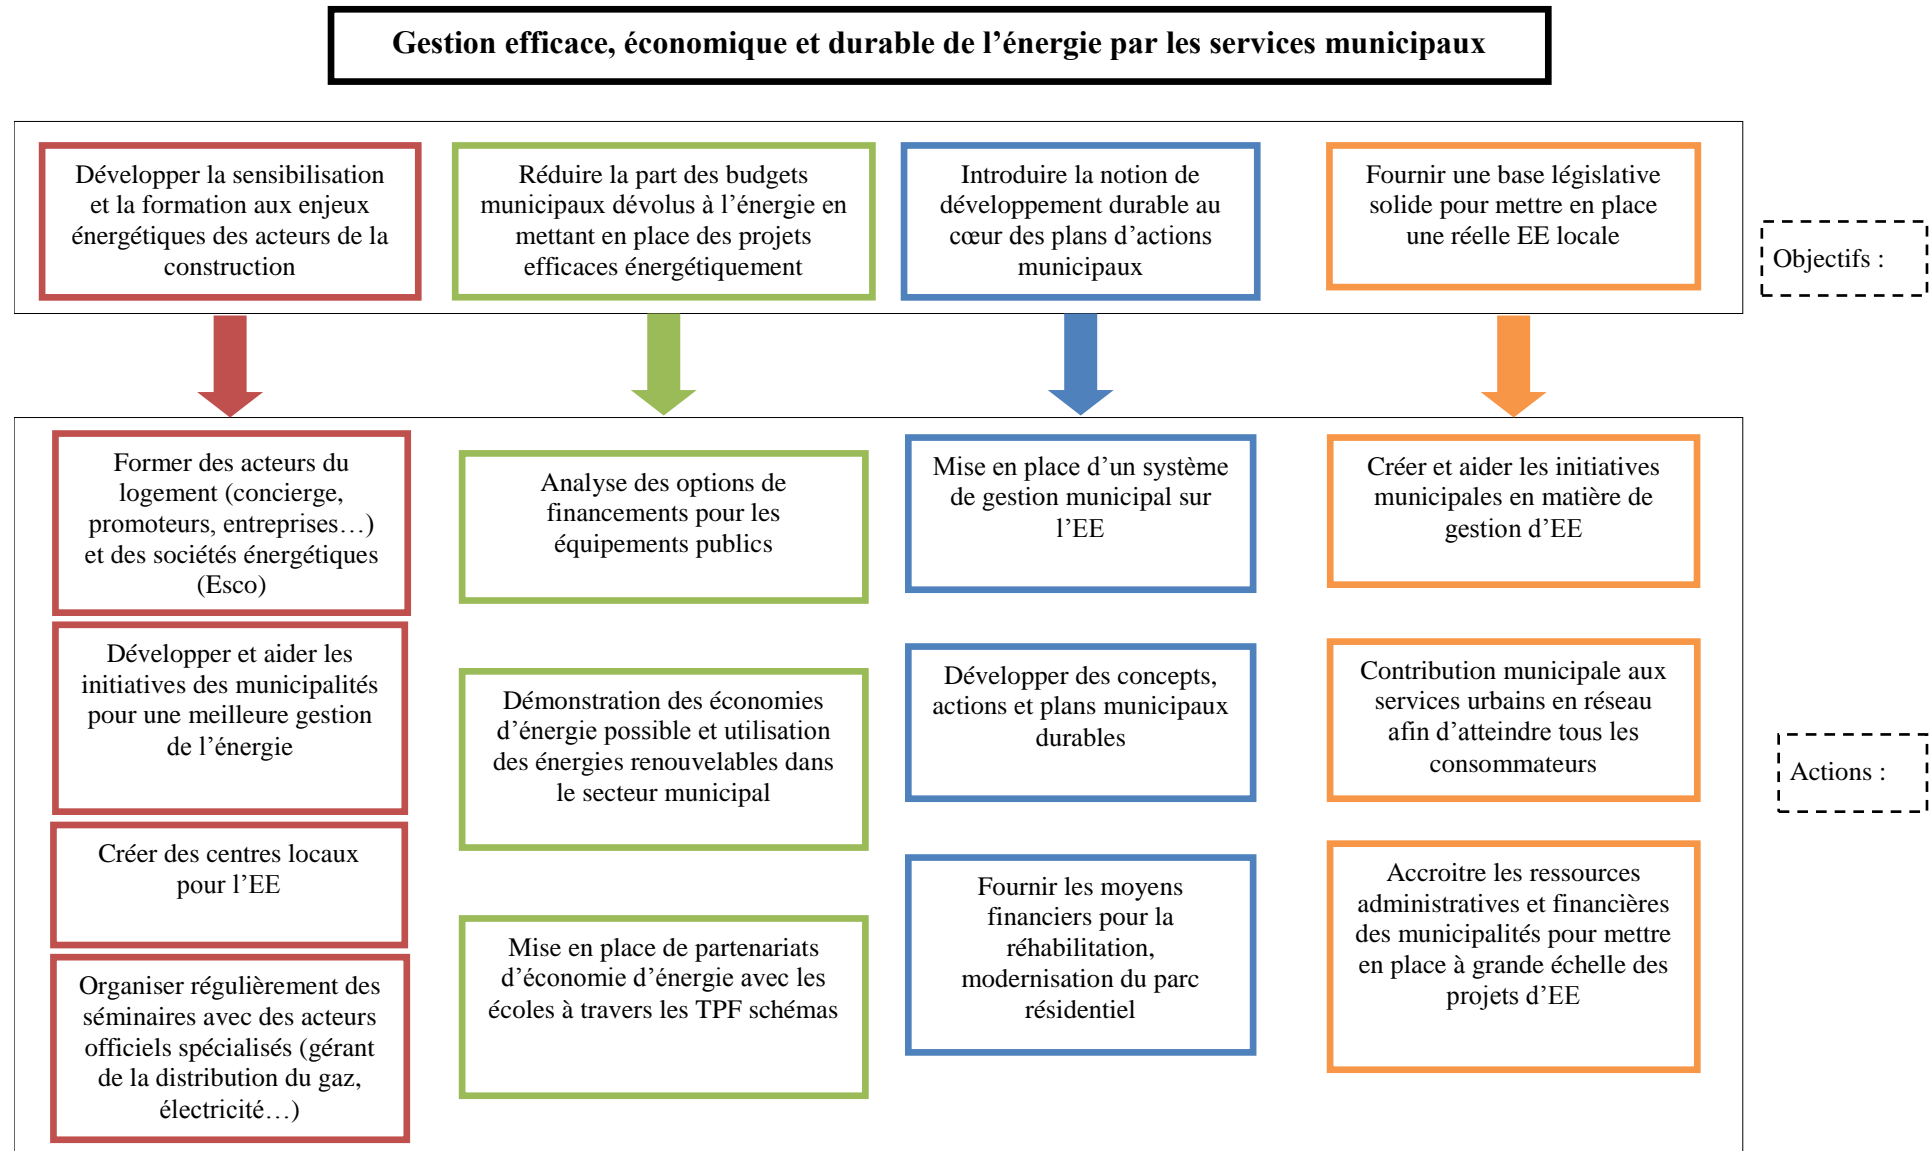 Gestion efficace, économique et durable de l’énergie par les services municipaux
Développer la sensibilisation
et la formation aux enjeux
énergétiques des acteurs de la
construction
Réduire la part des budgets
municipaux dévolus à l’énergie en
mettant en place des projets
efficaces énergétiquement
Introduire la notion de
développement durable au
cœur des plans d’actions
municipaux
Fournir une base législative
solide pour mettre en place
une réelle EE locale
Objectifs :
Former des acteurs du
logement (concierge,
promoteurs, entreprises…)
et des sociétés énergétiques
(Esco)
Développer et aider les
initiatives des municipalités
pour une meilleure gestion
de l’énergie
Créer des centres locaux
pour l’EE
Organiser régulièrement des
séminaires avec des acteurs
officiels spécialisés (gérant
de la distribution du gaz,
électricité…)
Analyse des options de
financements pour les
équipements publics
Démonstration des économies
d’énergie possible et utilisation
des énergies renouvelables dans
le secteur municipal
Mise en place de partenariats
d’économie d’énergie avec les
écoles à travers les TPF schémas
Mise en place d’un système
de gestion municipal sur
l’EE
Développer des concepts,
actions et plans municipaux
durables
Fournir les moyens
financiers pour la
réhabilitation,
modernisation du parc
résidentiel
Créer et aider les initiatives
municipales en matière de
gestion d’EE
Contribution municipale aux
services urbains en réseau
afin d’atteindre tous les
consommateurs
Accroitre les ressources
administratives et financières
des municipalités pour mettre
en place à grande échelle des
projets d’EE
Actions :